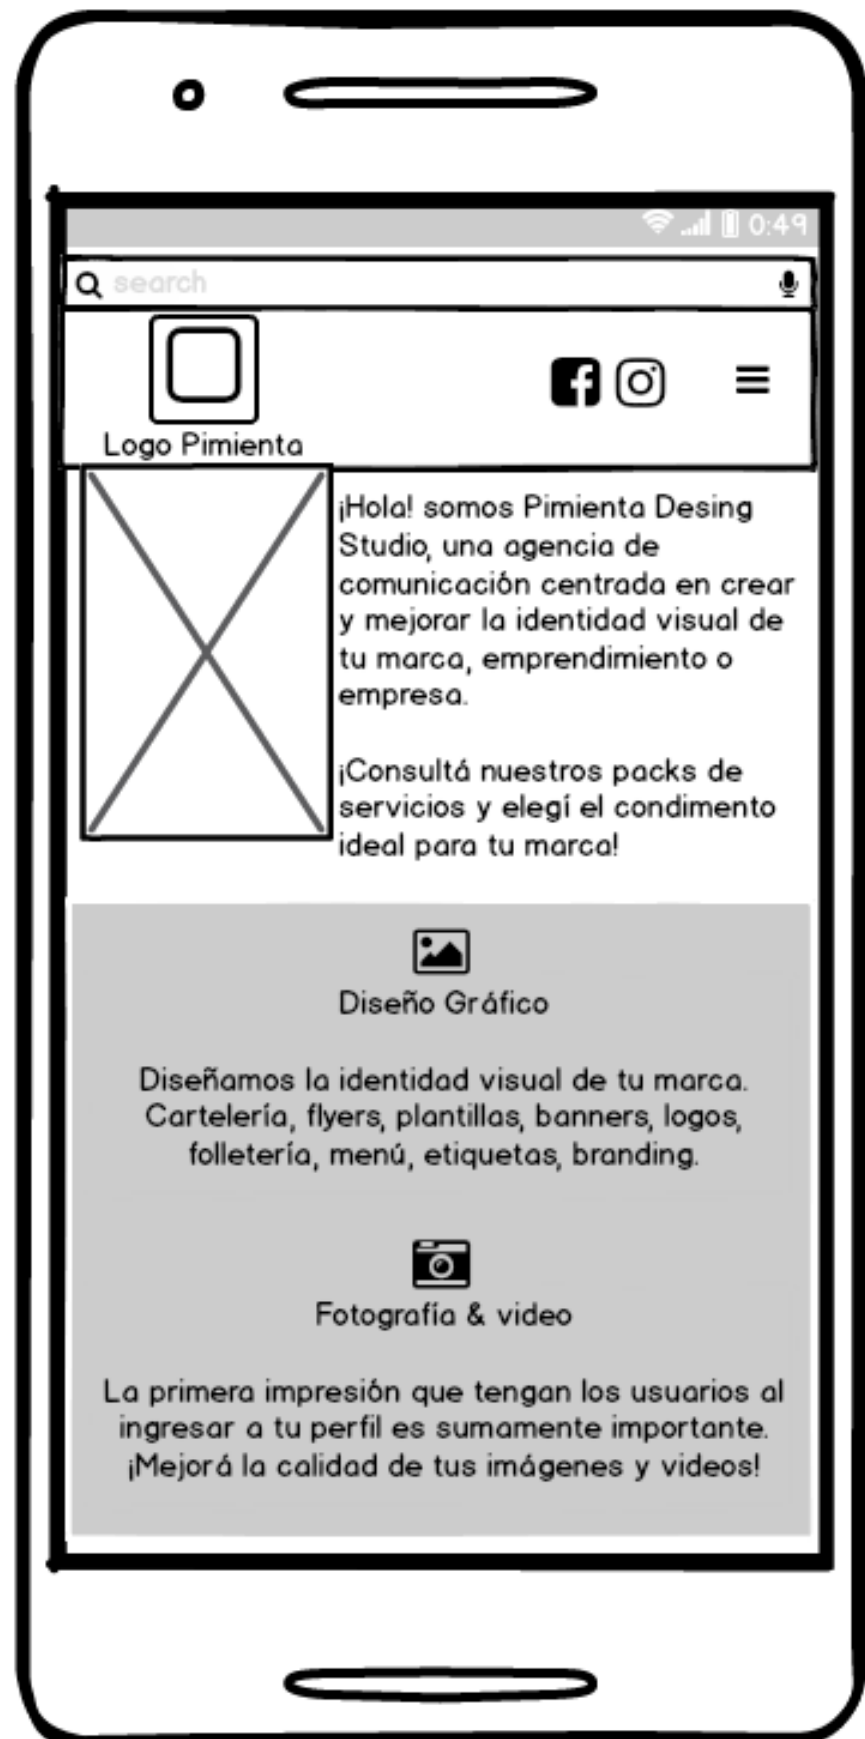 0:49
search
Logo Pimienta
¡Hola! somos Pimienta Desing
Studio, una agencia de
comunicación centrada en crear
y mejorar la identidad visual de
tu marca, emprendimiento o
empresa.
¡Consultá nuestros packs de
servicios y elegí el condimento
ideal para tu marca!
Diseño Gráfico
Diseñamos la identidad visual de tu marca.
Cartelería, flyers, plantillas, banners, logos,
folletería, menú, etiquetas, branding.
Fotografía & video
La primera impresión que tengan los usuarios al
ingresar a tu perfil es sumamente importante.
¡Mejorá la calidad de tus imágenes y videos!